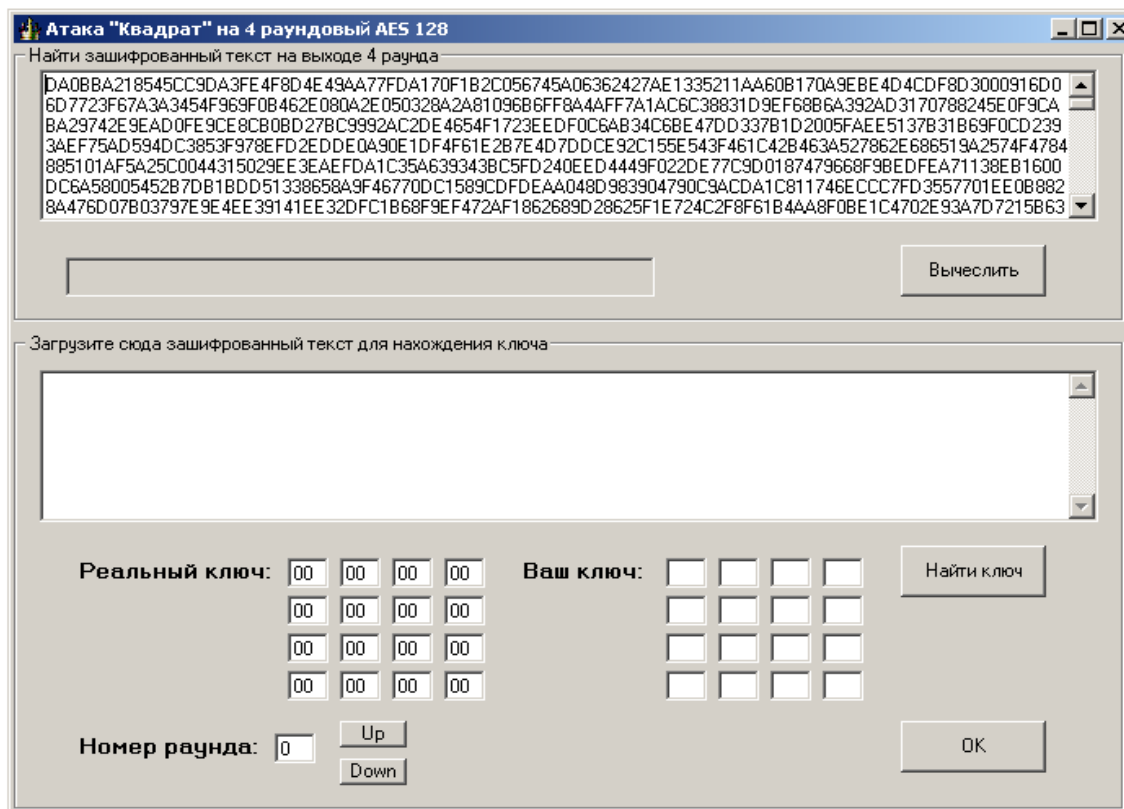 Атака "Квадрат" на 4 раундовый AES 128
Найти зашифрованный текст на выходе 4 раунда
DA0BBA218545CC9DA3FE4F8D4E49AA77FDA170F1B2C056745A06362427AE1335211AA60B170A9EBE4D4CDF8D3000916D0
6D7723F67A3A3454F969F0B462E080A2E050328A2A81096B6FF8A4AFF7A1AC6C38831D9EF68B6A392AD3170788245E0F9CA
BA29742E9EAD0FE9CE8CB0BD27BC9992AC2DE4654F1723EEDF0C6AB34C6BE47DD337B1D2005FAEE5137B31B69F0CD239
3AEF75AD594DC3853F978EFD2EDDE0A90E1DF4F61E2B7E4D7DDCE92C155E543F461C42B463A527862E686519A2574F4784
885101AF5A25C0044315029EE3EAEFDA1C35A639343BC5FD240EED4449F022DE77C9D0187479668F9BEDFEA71138EB1600
DC6A58005452B7DB1BDD51338658A9F46770DC1589CDFDEAA048D983904790C9ACDA1C811746ECCC7FD3557701EE0B882
8A476D07B03797E9E4EE39141EE32DFC1B68F9EF472AF1862689D28625F1E724C2F8F61B4AA8F0BE1C4702E93A7D7215B63
Вычеслить
Загрузите сюда зашифрованный текст для нахождения ключа
Реальный ключ: 00 00 00 00 Ваш ключ: Найти ключ
00 00 00 00
00 00 00 00
00 00 00 00
Номер раунда: 0 Up
Down
OK